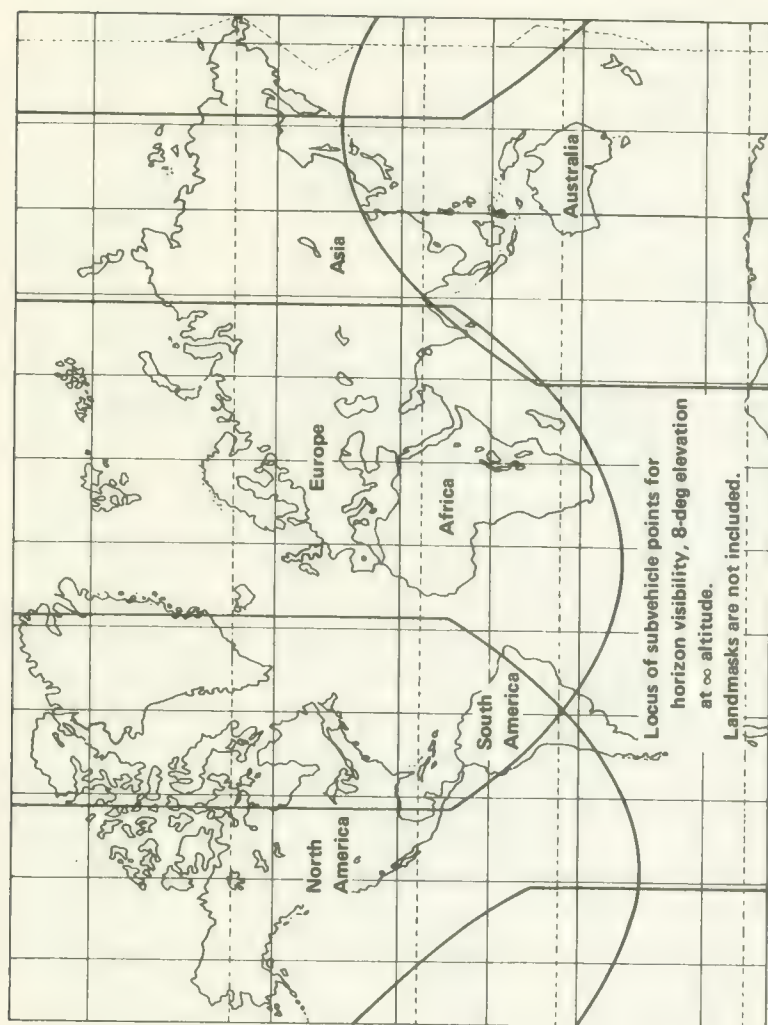 North
America
South
America
Europe
Africa
Asia
Australia
Locus of subvehicle points for
horizon visibility, 8-deg elevation
at ∞ altitude.
Landmasks are not included.